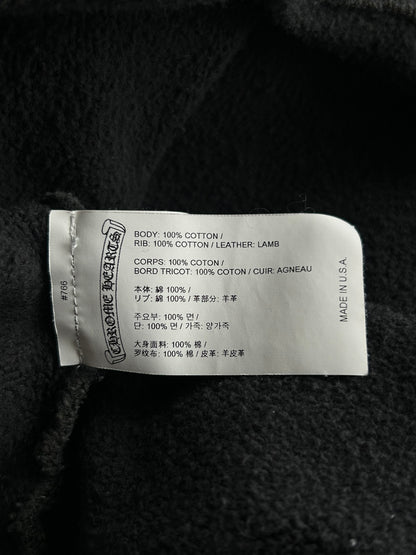 #766
CHROME HEARTS
BODY: 100% COTTON /
RIB: 100% COTTON / LEATHER: LAMB
CORPS: 100% COTON /
BORD TRICOT: 100% COTON / CUIR: AGNEAU
本体: 綿 100% /
リブ: 綿 100% / 革部分: 羊革
주요부: 100% 면 /
단: 100% 면 / 가죽: 양가죽
大身面料: 100% 棉 /
罗纹布: 100% 棉 / 皮革: 羊皮革
MADE IN U.S.A.